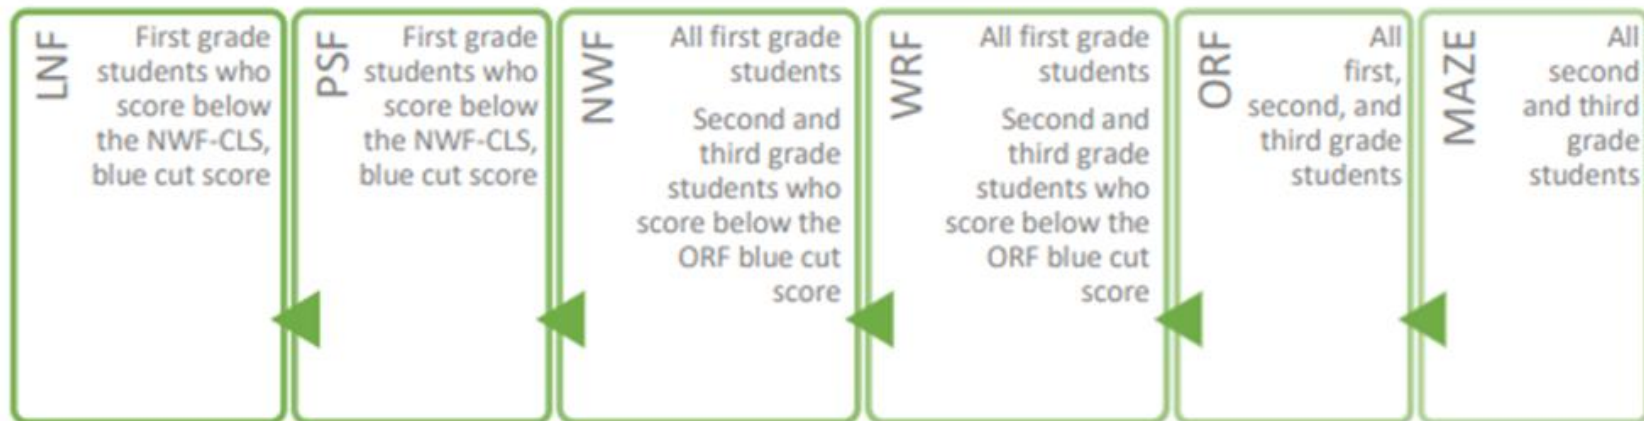 LNF
First grade
students who
score below
the NWF-CLS,
blue cut score
PSF
First grade
students who
score below
the NWF-CLS,
blue cut score
NWF
All first grade
students
Second and
third grade
students who
score below the
ORF blue cut
score
WRF
All first grade
students
Second and
third grade
students who
score below the
ORF blue cut
score
ORF
All
first,
second, and
third grade
students
MAZE
All
second
and third
grade
students